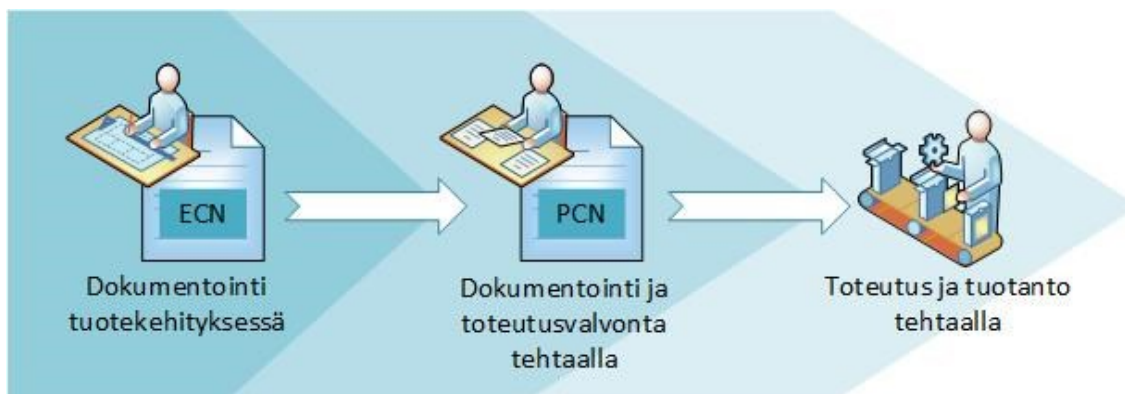 ECN
Dokumentointi
tuotekehityksessä
PCN
Dokumentointi ja
toteutusvalvonta
tehtaalla
Toteutus ja tuotanto
tehtaalla